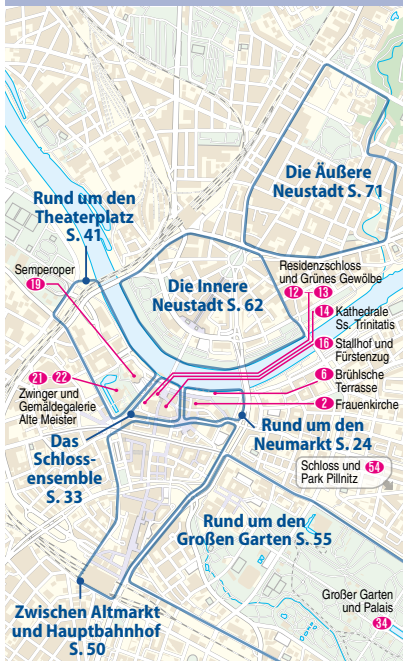 Die Äußere
Neustadt S. 71
Rund um den
Theaterplatz
S. 41
Semperoper
19
Die Innere
Neustadt S. 62
Residenzschloss
und Grünes Gewölbe
12 13
14 Kathedrale
Ss. Trinitatis
16 Stallhof und
Fürstenzug
6 Brühlsche
Terrasse
2 Frauenkirche
21 22
Zwinger und
Gemäldegalerie
Alte Meister
Das
Schloss-
ensemble
S. 33
Rund um den
Neumarkt S. 24
Schloss und 54
Park Pillnitz
Rund um den
Großen Garten S. 55
Großer Garten
und Palais
34
Zwischen Altmarkt
und Hauptbahnhof
S. 50